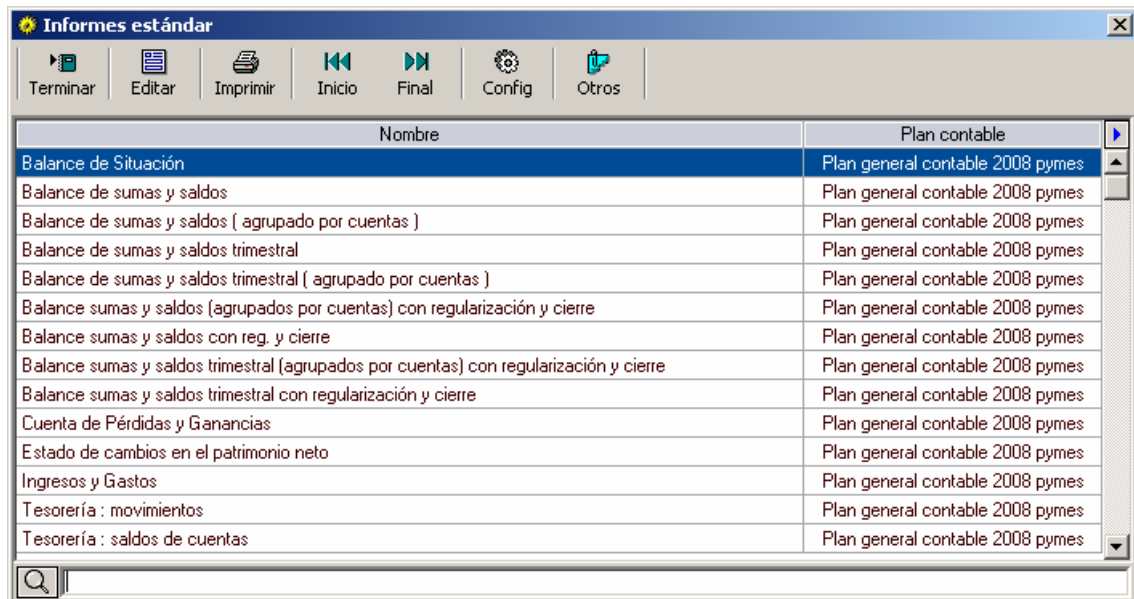 Informes estándar
Terminar Editar Imprimir Inicio Final Config Otros
Nombre Plan contable
Balance de Situación Plan general contable 2008 pymes
Balance de sumas y saldos Plan general contable 2008 pymes
Balance de sumas y saldos ( agrupado por cuentas ) Plan general contable 2008 pymes
Balance de sumas y saldos trimestral Plan general contable 2008 pymes
Balance de sumas y saldos trimestral ( agrupado por cuentas ) Plan general contable 2008 pymes
Balance sumas y saldos (agrupados por cuentas) con regularización y cierre Plan general contable 2008 pymes
Balance sumas y saldos con reg. y cierre Plan general contable 2008 pymes
Balance sumas y saldos trimestral (agrupados por cuentas) con regularización y cierre Plan general contable 2008 pymes
Balance sumas y saldos trimestral con regularización y cierre Plan general contable 2008 pymes
Cuenta de Pérdidas y Ganancias Plan general contable 2008 pymes
Estado de cambios en el patrimonio neto Plan general contable 2008 pymes
Ingresos y Gastos Plan general contable 2008 pymes
Tesorería : movimientos Plan general contable 2008 pymes
Tesorería : saldos de cuentas Plan general contable 2008 pymes